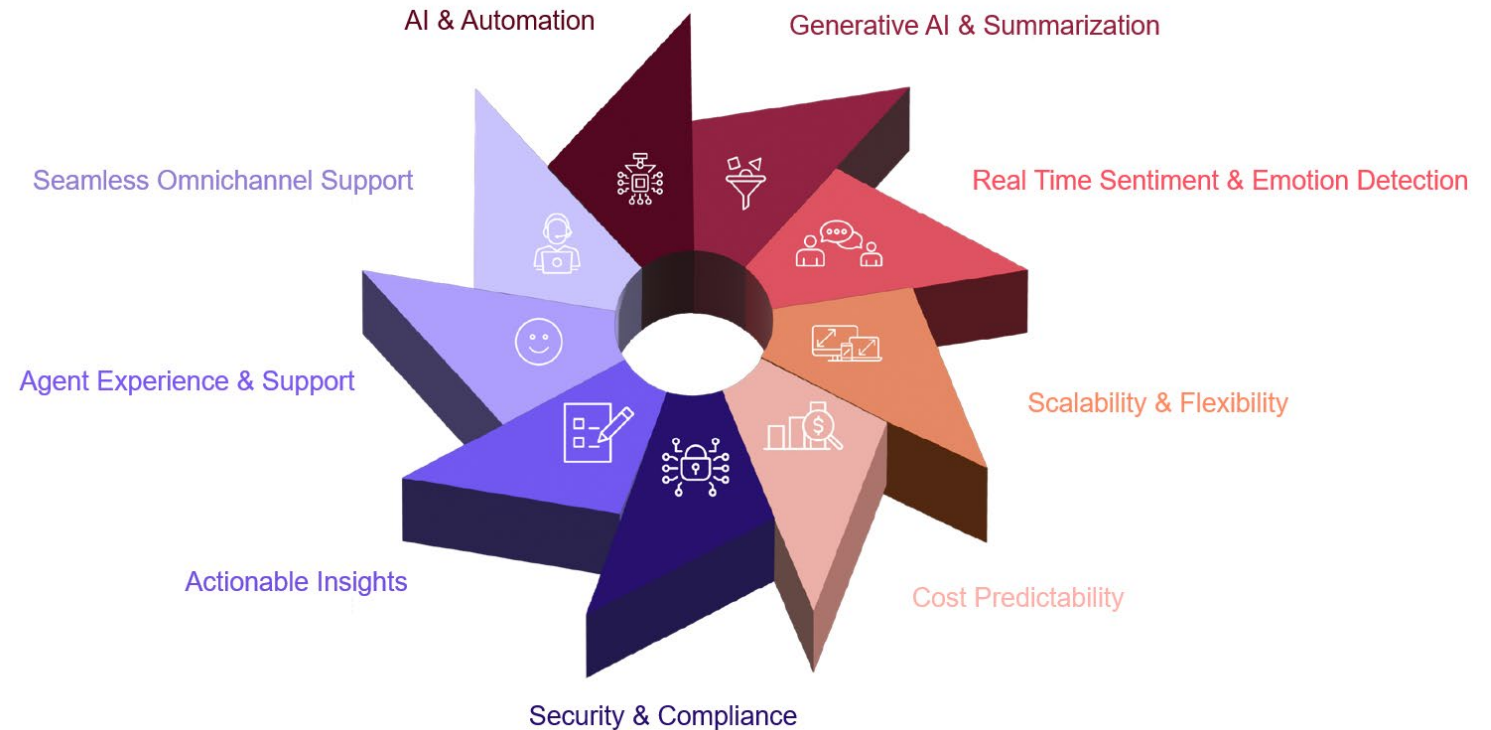 AI & Automation
Generative AI & Summarization
Seamless Omnichannel Support
Real Time Sentiment & Emotion Detection
Agent Experience & Support
Scalability & Flexibility
Actionable Insights
Cost Predictability
Security & Compliance
$